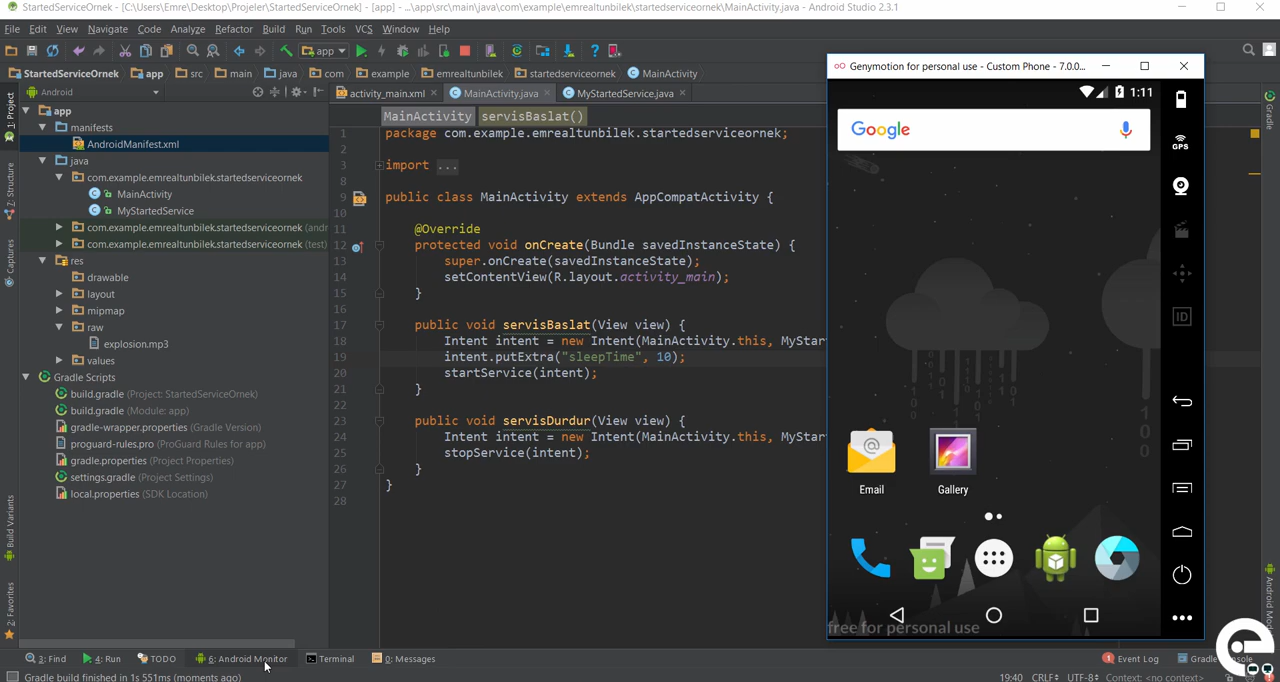 StartedServiceOrnek - [C:\Users\Emre\Desktop\Projeler\StartedServiceOrnek] - [app] - ...\app\src\main\java\com\example\emrealtunbilek\startedserviceornek\MainActivity.java - Android Studio 2.3.1
File Edit View Navigate Code Analyze Refactor Build Run Tools VCS Window Help
app
StartedServiceOrnek app src main java com example emrealtunbilek startedserviceornek MainActivity
Android
activity_main.xml MainActivity.java MyStartedService.java
MainActivity servisBaslat()
1: Project
Z: Structure
Captures
Build Variants
2: Favorites
app
manifests
AndroidManifest.xml
java
com.example.emrealtunbilek.startedserviceornek
MainActivity
MyStartedService
com.example.emrealtunbilek.startedserviceornek (andr
com.example.emrealtunbilek.startedserviceornek (test)
res
drawable
layout
mipmap
raw
explosion.mp3
values
Gradle Scripts
build.gradle (Project: StartedServiceOrnek)
build.gradle (Module: app)
gradle-wrapper.properties (Gradle Version)
proguard-rules.pro (ProGuard Rules for app)
gradle.properties (Project Properties)
settings.gradle (Project Settings)
local.properties (SDK Location)
1 package com.example.emrealtunbilek.startedserviceornek;
2
3 import ...
8
9 public class MainActivity extends AppCompatActivity {
10
11 @Override
12 protected void onCreate(Bundle savedInstanceState) {
13 super.onCreate(savedInstanceState);
14 setContentView(R.layout.activity_main);
15 }
16
17 public void servisBaslat(View view) {
18 Intent intent = new Intent(MainActivity.this, MyStar
19 intent.putExtra("sleepTime", 10);
20 startService(intent);
21 }
22
23 public void servisDurdur(View view) {
24 Intent intent = new Intent(MainActivity.this, MyStar
25 stopService(intent);
26 }
27 }
28
Genymotion for personal use - Custom Phone - 7.0.0...
1:11
Google
GPS
ID
Email Gallery
free for personal use
Gradle
3: Find 4: Run TODO 6: Android Monitor Terminal 0: Messages
1 Event Log Gradle Console
Gradle build finished in 1s 551ms (moments ago)
19:40 CRLF÷ UTF-8÷ Context: <no context>